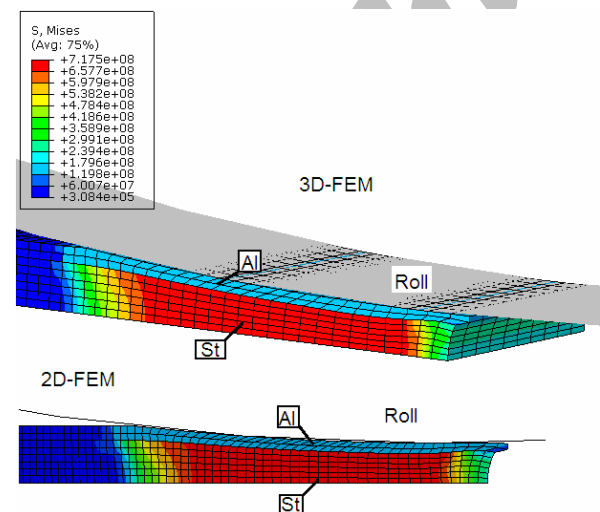 S, Mises
(Avg: 75%)
+7.175e+08
+6.577e+08
+5.979e+08
+5.382e+08
+4.784e+08
+4.186e+08
+3.589e+08
+2.991e+08
+2.394e+08
+1.796e+08
+1.198e+08
+6.007e+07
+3.084e+05
3D-FEM
Al
Roll
St
2D-FEM
Al
Roll
St